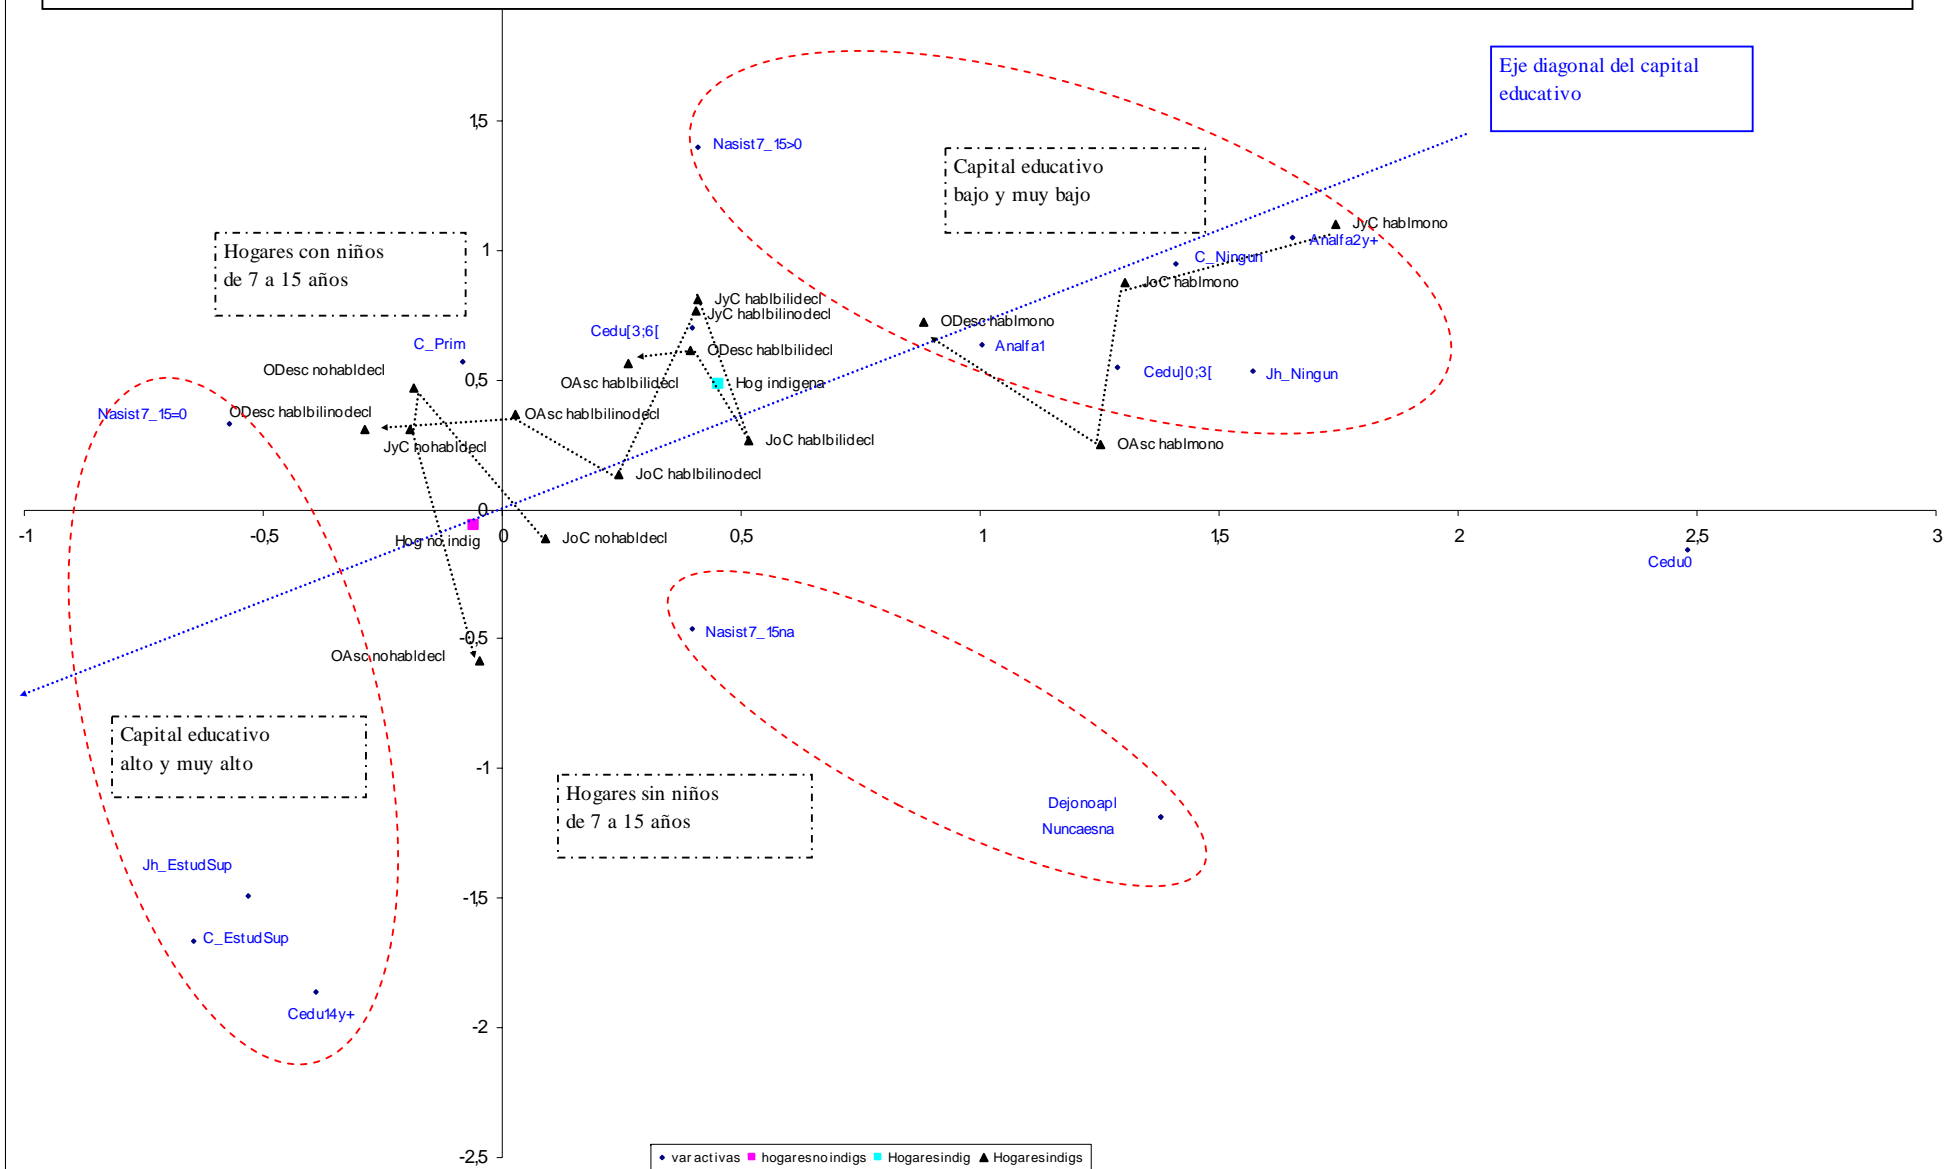 Eje diagonal del capital
educativo
1,5
Nasist7_15>0
Capital educativo
bajo y muy bajo
JyC hablmono
Analfa2y+
Hogares con niños
de 7 a 15 años
1
C_Ningun
JoC hablmono
JyC hablbilidecl
JyC hablbilinodecl
ODesc hablmono
Cedu[3;6[
C_Prim
ODesc hablbilidecl
Analfa1
ODesc nohabldecl
OAsc hablbilidecl
Hog indigena
Cedu]0;3[
Jh_Ningun
0,5
Nasist7_15=0
ODesc hablbilinodecl
OAsc hablbilinodecl
JyC nohabldecl
JoC hablbilidecl
OAsc hablmono
JoC hablbilinodecl
0
-1
-0,5
0
0,5
1
1,5
2
2,5
3
Hog no indig
JoC nohabldecl
Cedu0
-0,5
Nasist7_15na
OAsc nohabldecl
Capital educativo
alto y muy alto
-1
Hogares sin niños
de 7 a 15 años
Dejonoapl
Nuncaesna
Jh_EstudSup
-1,5
C_EstudSup
Cedu14y+
-2
-2,5
var activas
hogaresnoindigs
Hogaresindig
Hogaresindigs